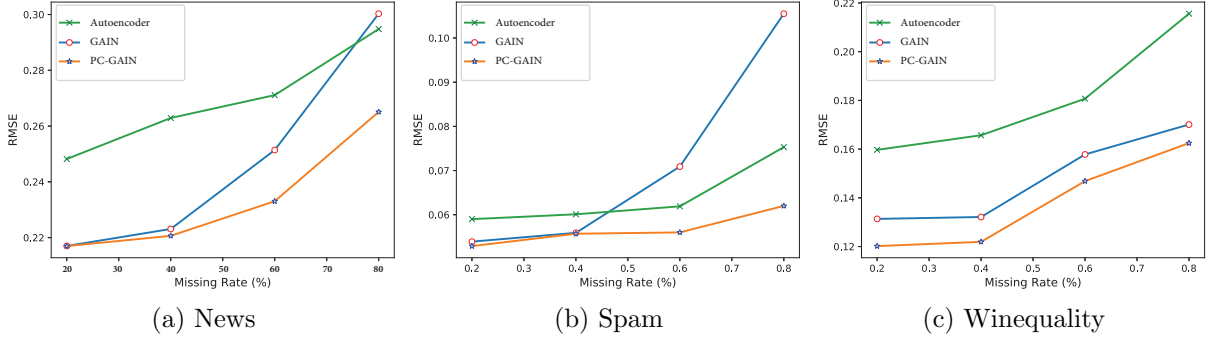 0.30
0.28
0.26
0.24
0.22
RMSE
Autoencoder
GAIN
PC-GAIN
20 30 40 50 60 70 80
Missing Rate (%)
(a) News
0.10
0.09
0.08
0.07
0.06
RMSE
Autoencoder
GAIN
PC-GAIN
0.2 0.3 0.4 0.5 0.6 0.7 0.8
Missing Rate (%)
(b) Spam
0.22
0.20
0.18
0.16
0.14
0.12
RMSE
Autoencoder
GAIN
PC-GAIN
0.2 0.3 0.4 0.5 0.6 0.7 0.8
Missing Rate (%)
(c) Winequality